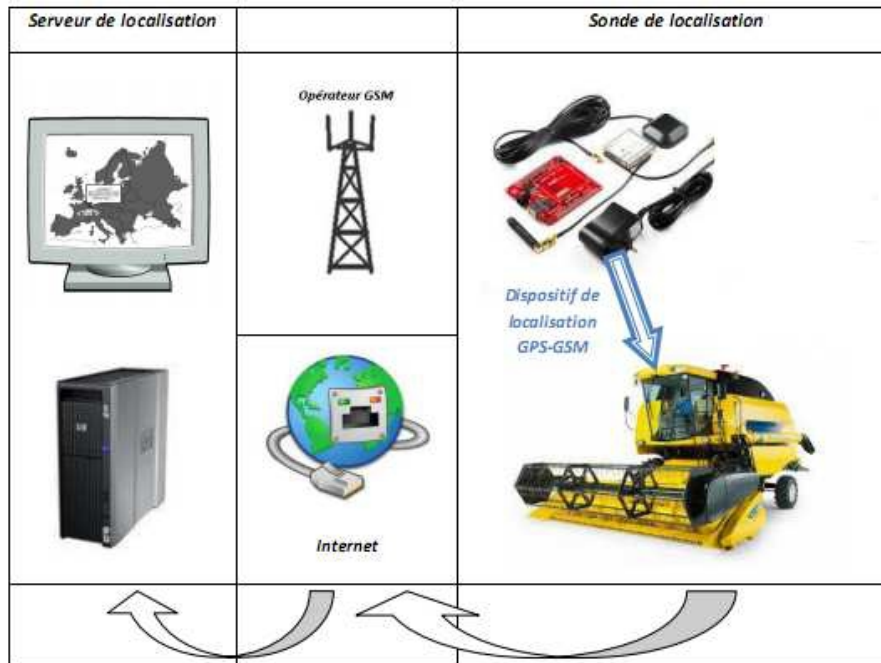 Serveur de localisation
Sonde de localisation
Opérateur GSM
Dispositif de
localisation
GPS-GSM
Internet